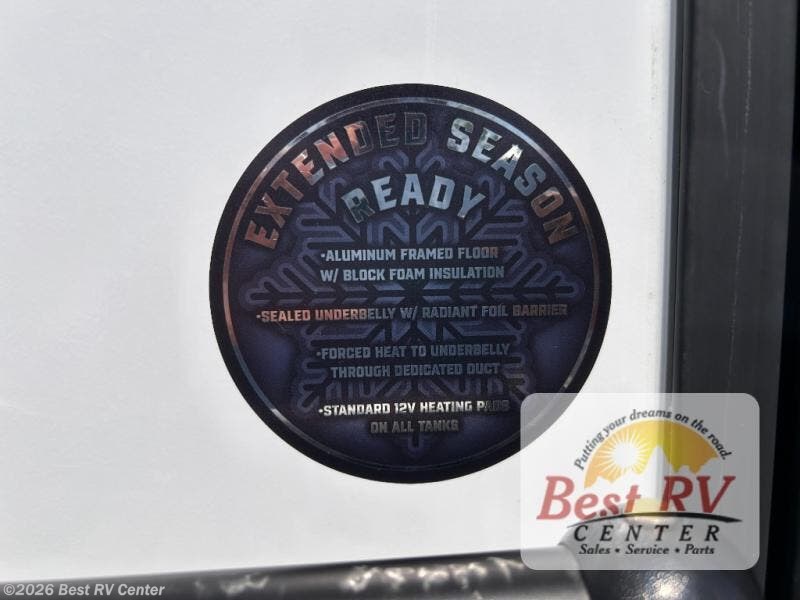 EXTENDED SEASON
READY
•ALUMINUM FRAMED FLOOR
W/ BLOCK FOAM INSULATION
•SEALED UNDERBELLY W/ RADIANT FOIL BARRIER
•FORCED HEAT TO UNDERBELLY
THROUGH DEDICATED DUCT
•STANDARD 12V HEATING PADS
ON ALL TANKS
Putting your dreams on the road.
Best RV
CENTER
Sales • Service • Parts
©2026 Best RV Center